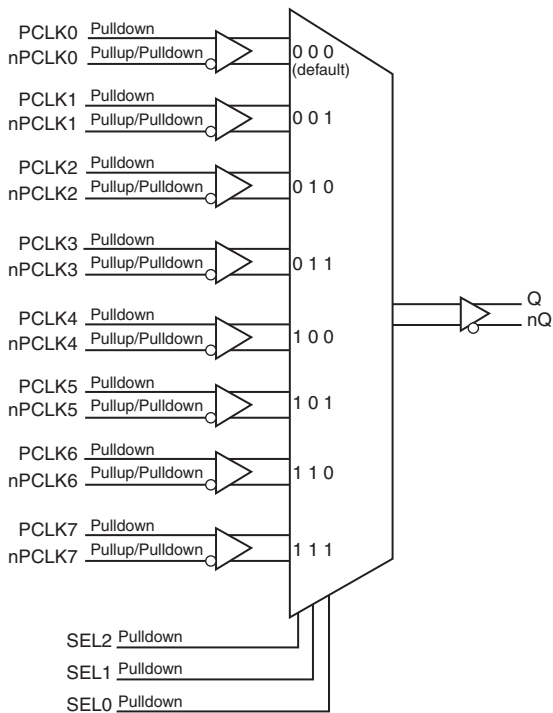 PCLK0 Pulldown
nPCLK0 Pullup/Pulldown
0 0 0
(default)
PCLK1 Pulldown
nPCLK1 Pullup/Pulldown
0 0 1
PCLK2 Pulldown
nPCLK2 Pullup/Pulldown
0 1 0
PCLK3 Pulldown
nPCLK3 Pullup/Pulldown
0 1 1
Q
nQ
PCLK4 Pulldown
nPCLK4 Pullup/Pulldown
1 0 0
PCLK5 Pulldown
nPCLK5 Pullup/Pulldown
1 0 1
PCLK6 Pulldown
nPCLK6 Pullup/Pulldown
1 1 0
PCLK7 Pulldown
nPCLK7 Pullup/Pulldown
1 1 1
SEL2 Pulldown
SEL1 Pulldown
SEL0 Pulldown